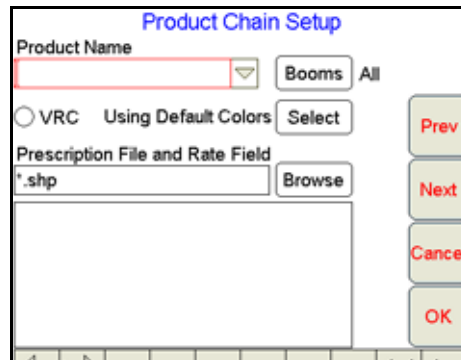 Product Chain Setup
Product Name
Booms All
VRC Using Default Colors Select
Prescription File and Rate Field
*.shp Browse
Prev
Next
Cance
OK